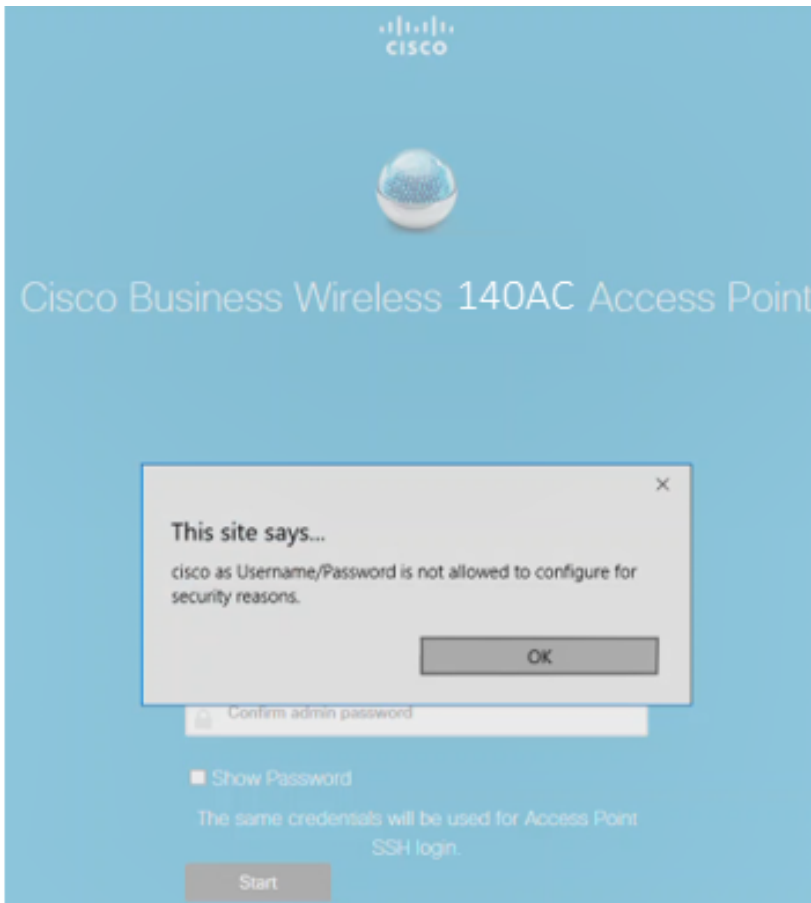 CISCO
Cisco Business Wireless 140AC Access Point
This site says...
cisco as Username/Password is not allowed to configure for
security reasons.
OK
Confirm admin password
Show Password
The same credentials will be used for Access Point
SSH login.
Start